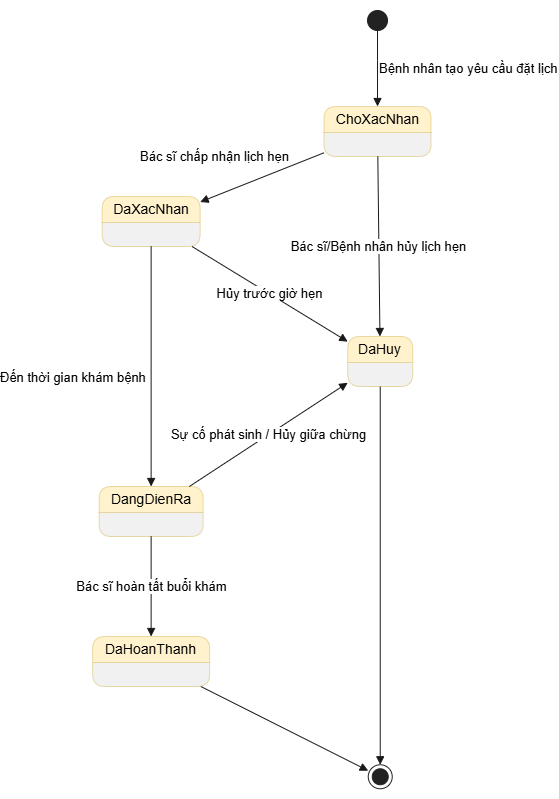 Bệnh nhân tạo yêu cầu đặt lịch
ChoXacNhan
Bác sĩ chấp nhận lịch hẹn
DaXacNhan
Bác sĩ/Bệnh nhân hủy lịch hẹn
Hủy trước giờ hẹn
DaHuy
Đến thời gian khám bệnh
Sự cố phát sinh / Hủy giữa chừng
DangDienRa
Bác sĩ hoàn tất buổi khám
DaHoanThanh